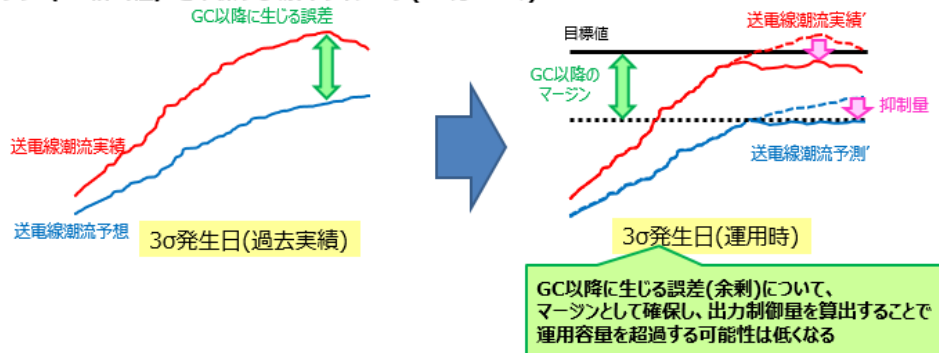 GC以降に生じる誤差
送電線潮流実績
送電線潮流予想
3σ発生日(過去実績)
送電線潮流実績′
目標値
GC以降の
マージン
抑制量
送電線潮流予測′
3σ発生日(運用時)
GC以降に生じる誤差(余剰)について、
マージンとして確保し、出力制御量を算出することで
運用容量を超過する可能性は低くなる